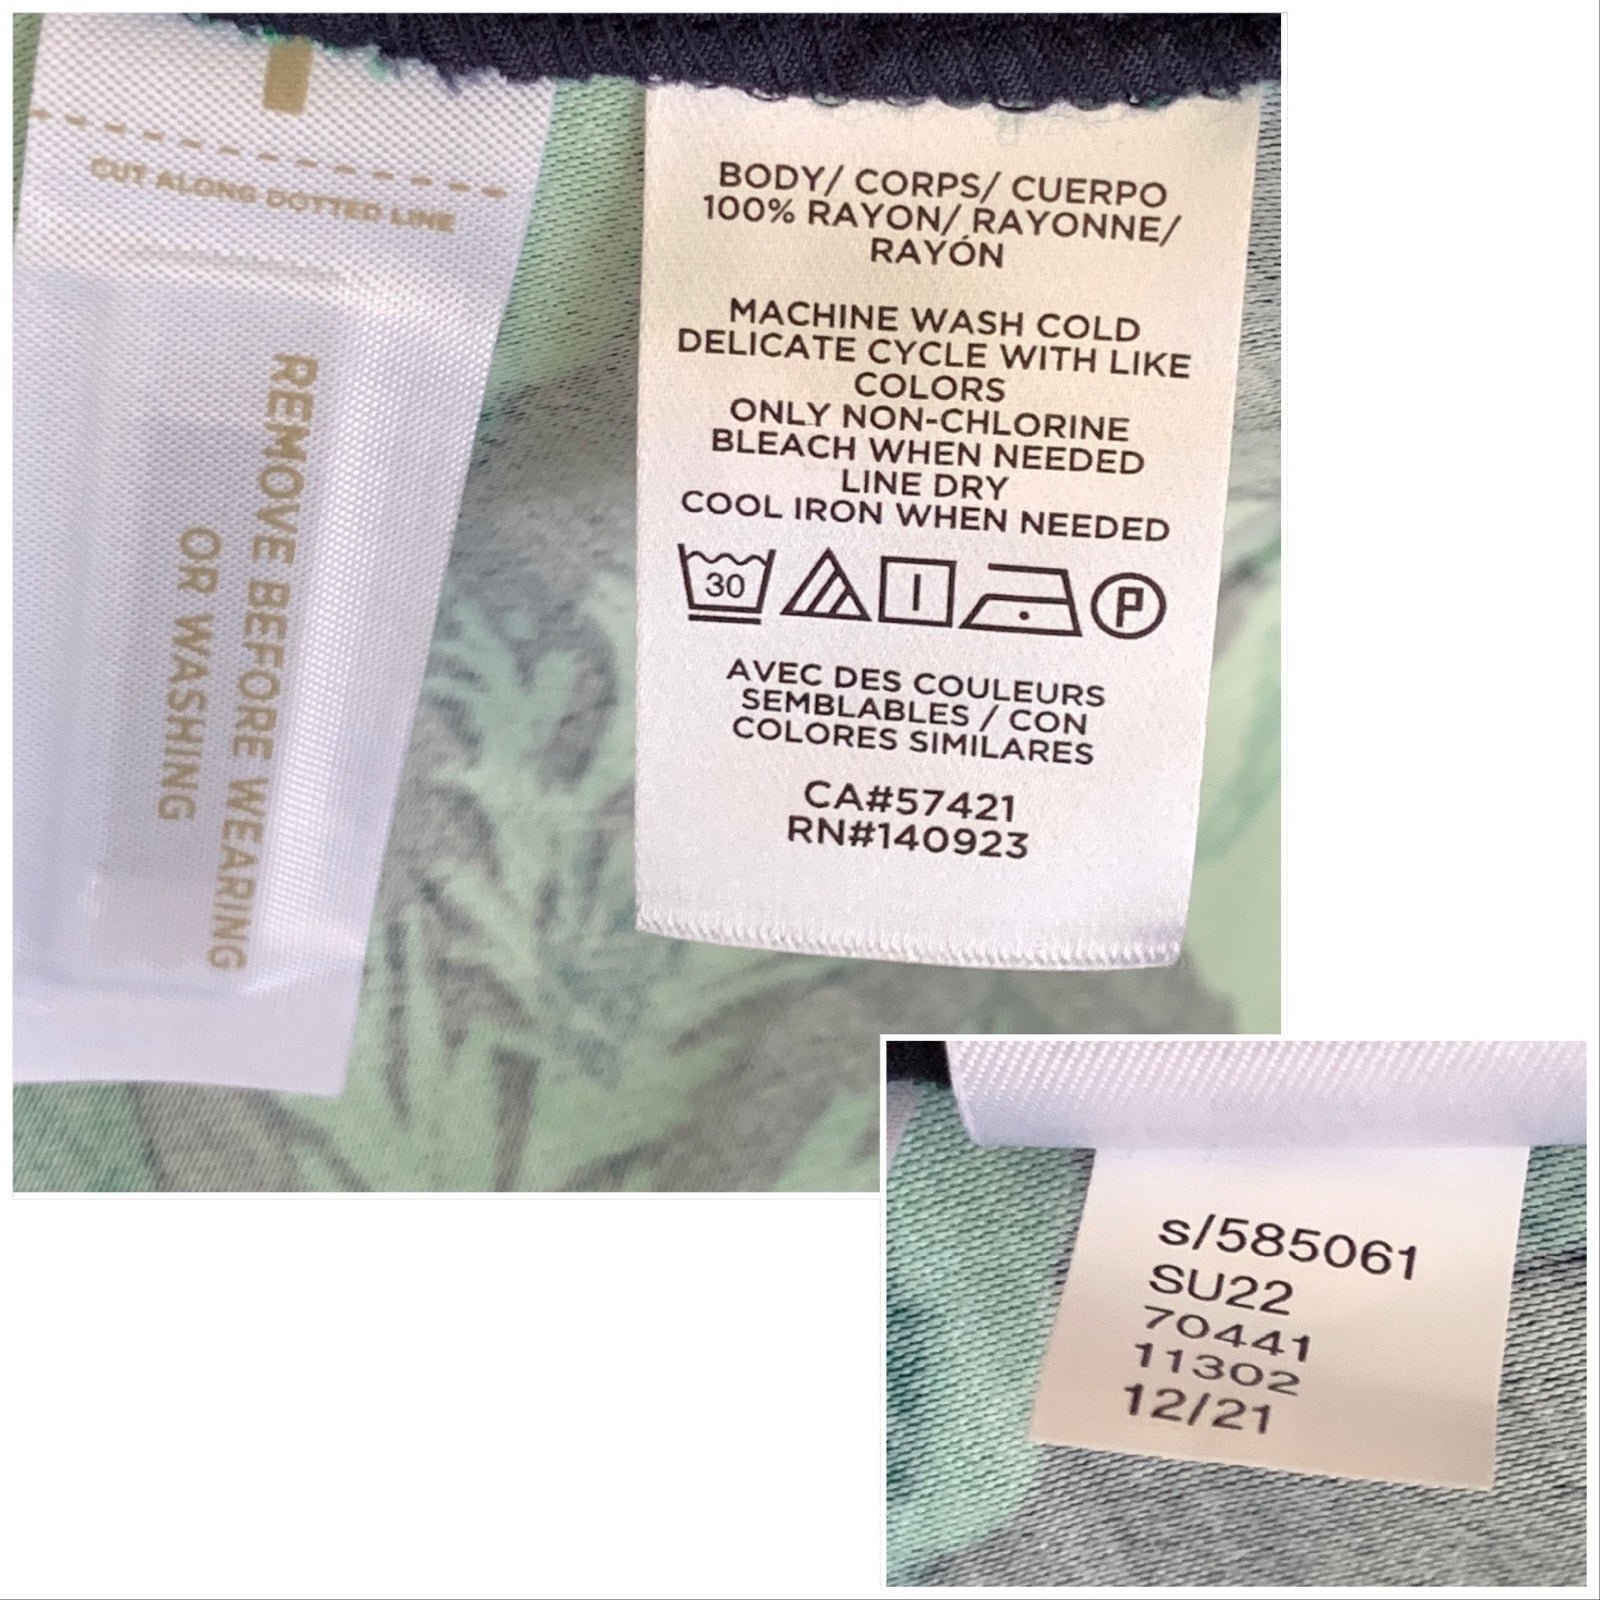 CUT ALONG DOTTED LINE
REMOVE BEFORE WEARING
OR WASHING
BODY/ CORPS/ CUERPO
100% RAYON/ RAYONNE/
RAYÓN
MACHINE WASH COLD
DELICATE CYCLE WITH LIKE
COLORS
ONLY NON-CHLORINE
BLEACH WHEN NEEDED
LINE DRY
COOL IRON WHEN NEEDED
30
P
AVEC DES COULEURS
SEMBLABLES / CON
COLORES SIMILARES
CA#57421
RN#140923
s/585061
SU22
70441
11302
12/21